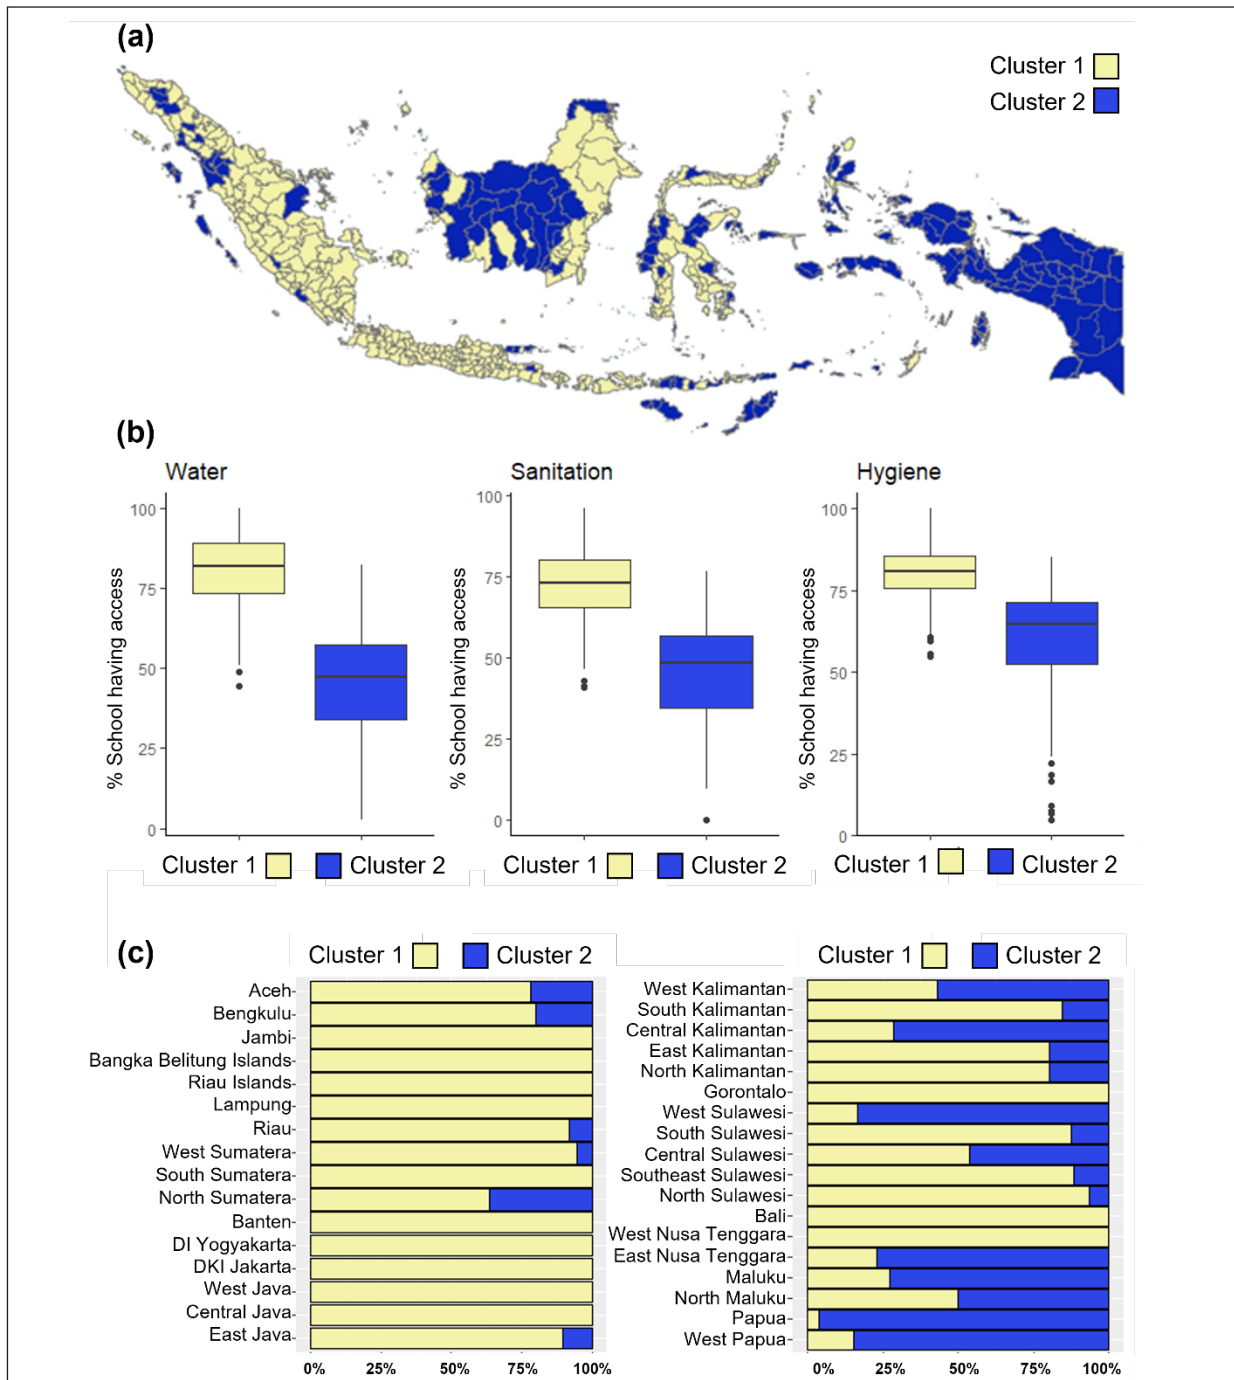 (a)
Cluster 1
Cluster 2
(b)
Water
Sanitation
Hygiene
% School having access
100
75
50
25
0
% School having access
100
75
50
25
0
% School having access
100
75
50
25
0
Cluster 1 Cluster 2
Cluster 1 Cluster 2
Cluster 1 Cluster 2
(c)
Cluster 1 Cluster 2
Aceh
Bengkulu
Jambi
Bangka Belitung Islands
Riau Islands
Lampung
Riau
West Sumatera
South Sumatera
North Sumatera
Banten
DI Yogyakarta
DKI Jakarta
West Java
Central Java
East Java
0% 25% 50% 75% 100%
Cluster 1 Cluster 2
West Kalimantan
South Kalimantan
Central Kalimantan
East Kalimantan
North Kalimantan
Gorontalo
West Sulawesi
South Sulawesi
Central Sulawesi
Southeast Sulawesi
North Sulawesi
Bali
West Nusa Tenggara
East Nusa Tenggara
Maluku
North Maluku
Papua
West Papua
0% 25% 50% 75% 100%